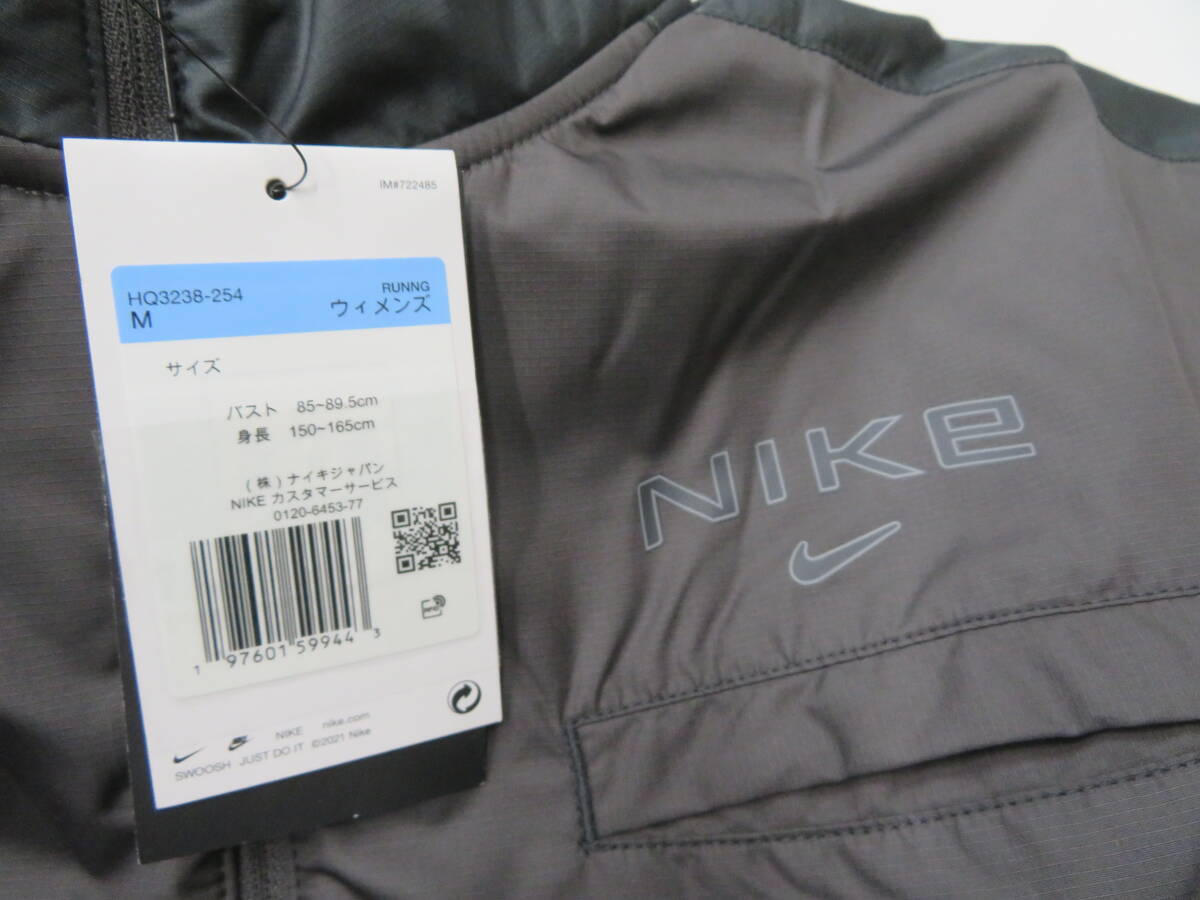 IM#722485
RUNNG
HQ3238-254
M
ウィメンズ
サイズ
バスト 85~89.5cm
身長 150~165cm
(株)ナイキジャパン
NIKE カスタマーサービス
0120-6453-77
1 97601 59944 3
NIKE nike.com
SWOOSH JUST DO IT ©2021 Nike
NIKE